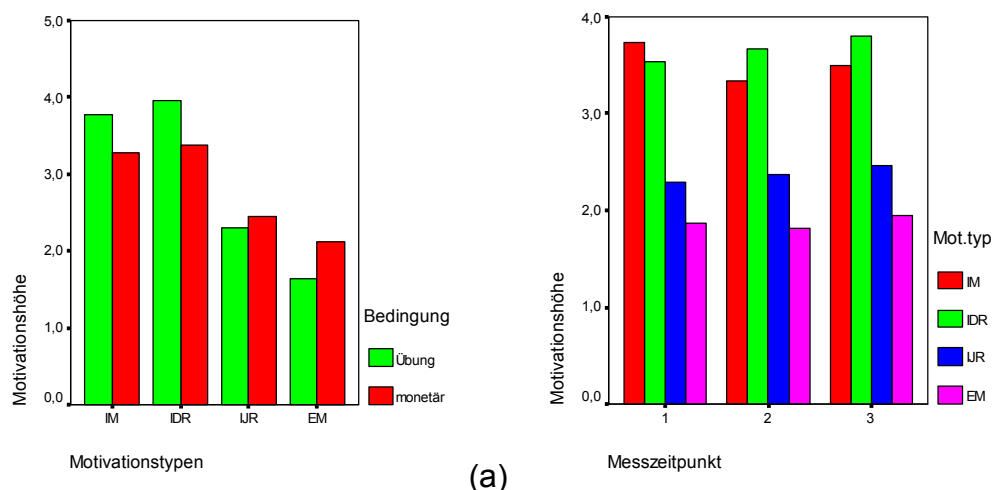 5,0
4,0
3,0
2,0
1,0
0,0
Motivationshöhe
IM IDR IJR EM
Motivationstypen
Bedingung
Übung
monetär
(a)
4,0
3,0
2,0
1,0
0,0
Motivationshöhe
1 2 3
Messzeitpunkt
Mot.typ
IM
IDR
IJR
EM